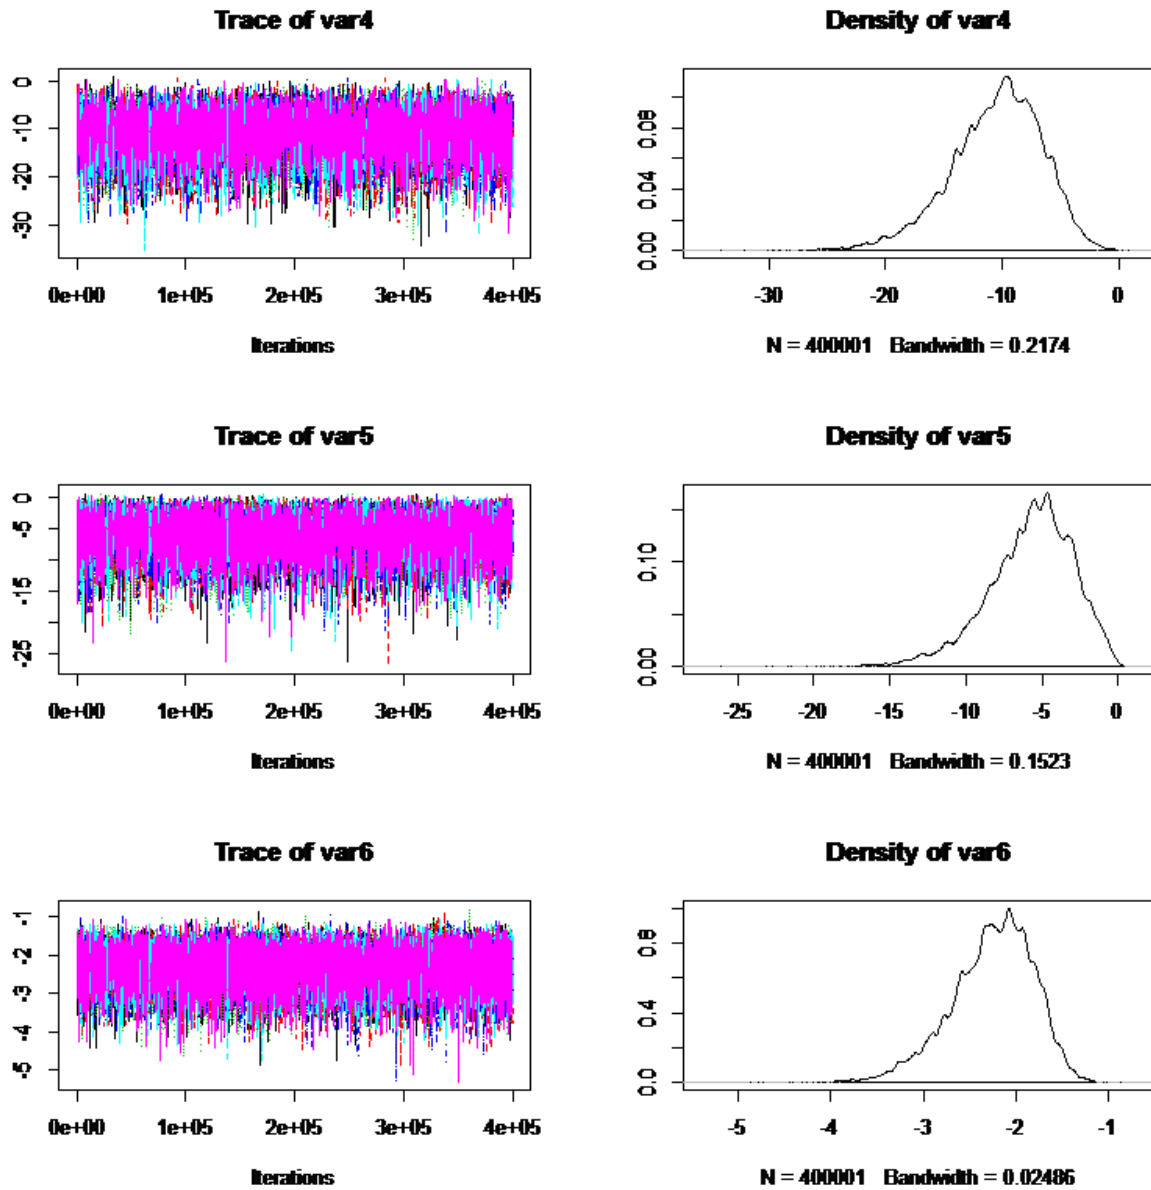 Trace of var4
Density of var4
0
-10
-20
-30
0e+00 1e+05 2e+05 3e+05 4e+05
Iterations
0.08
0.04
0.00
-30 -20 -10 0
N = 400001 Bandwidth = 0.2174
Trace of var5
Density of var5
0
-5
-15
-25
0e+00 1e+05 2e+05 3e+05 4e+05
Iterations
0.10
0.00
-25 -20 -15 -10 -5 0
N = 400001 Bandwidth = 0.1523
Trace of var6
Density of var6
-1
-2
-3
-4
-5
0e+00 1e+05 2e+05 3e+05 4e+05
Iterations
0.8
0.4
0.0
-5 -4 -3 -2 -1
N = 400001 Bandwidth = 0.02486